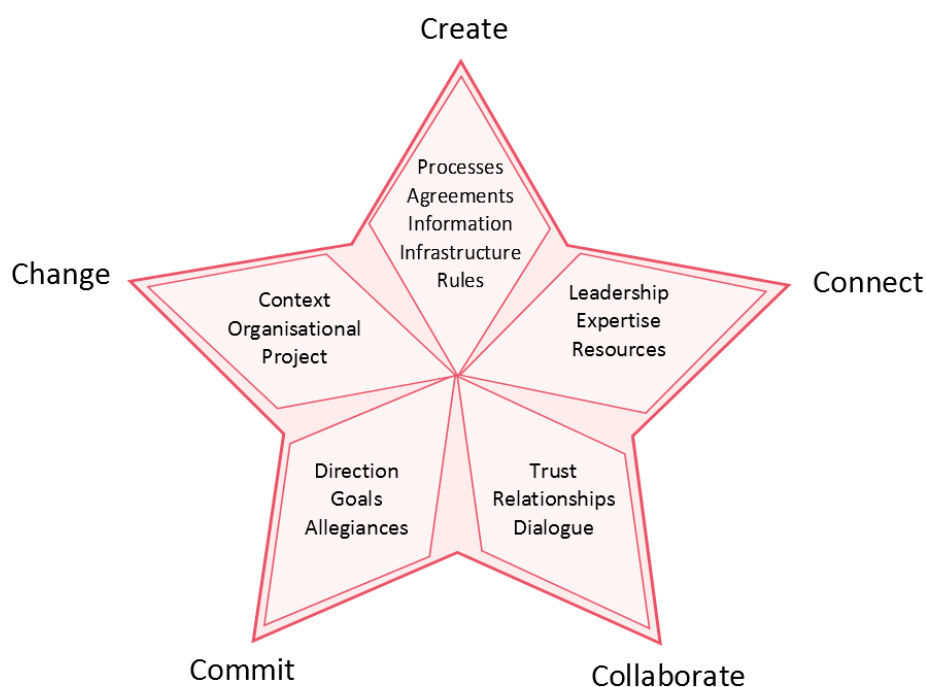 Create
Processes
Agreements
Information
Infrastructure
Rules
Change
Context
Organisational
Project
Connect
Leadership
Expertise
Resources
Direction
Goals
Allegiances
Trust
Relationships
Dialogue
Commit
Collaborate